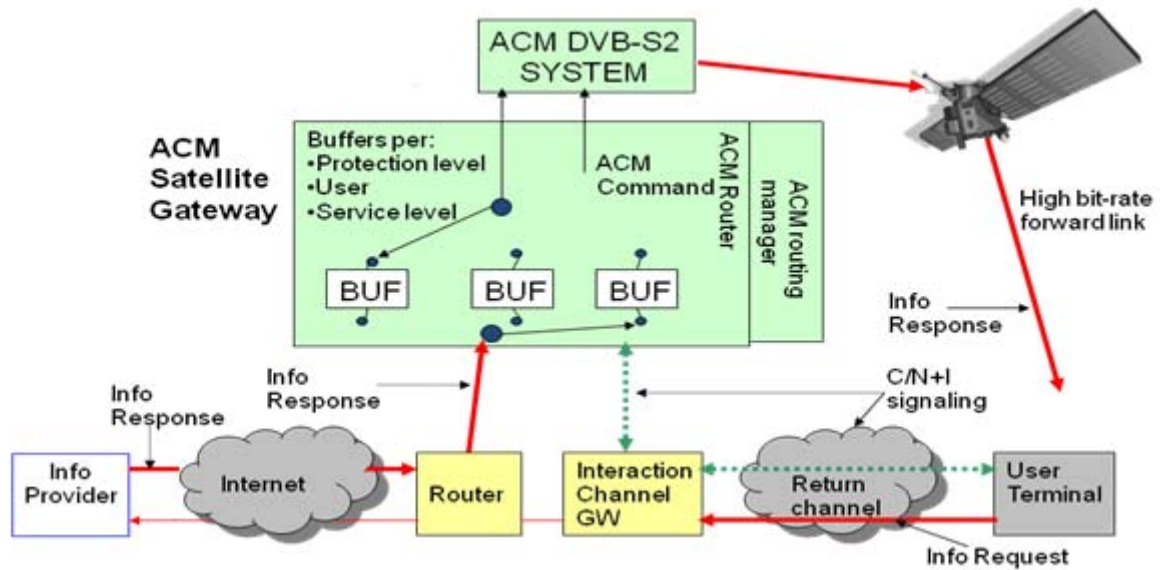 ACM DVB-S2
SYSTEM
ACM
Satellite
Gateway
Buffers per:
•Protection level
•User
•Service level
ACM
Command
ACM Router
ACM routing
manager
BUF
BUF
BUF
High bit-rate
forward link
Info
Response
Info
Response
Info
Response
C/N+I
signaling
Info
Provider
Internet
Router
Interaction
Channel
GW
Return
channel
User
Terminal
Info Request